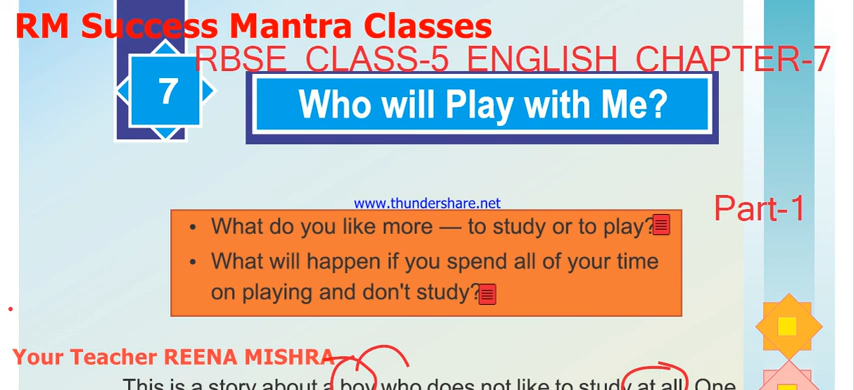 RM Success Mantra Classes
RBSE CLASS-5 ENGLISH CHAPTER-7
7
Who will Play with Me?
www.thundershare.net
Part-1
• What do you like more — to study or to play?
• What will happen if you spend all of your time
on playing and don't study?
Your Teacher REENA MISHRA
This is a story about a boy who does not like to study at all. One